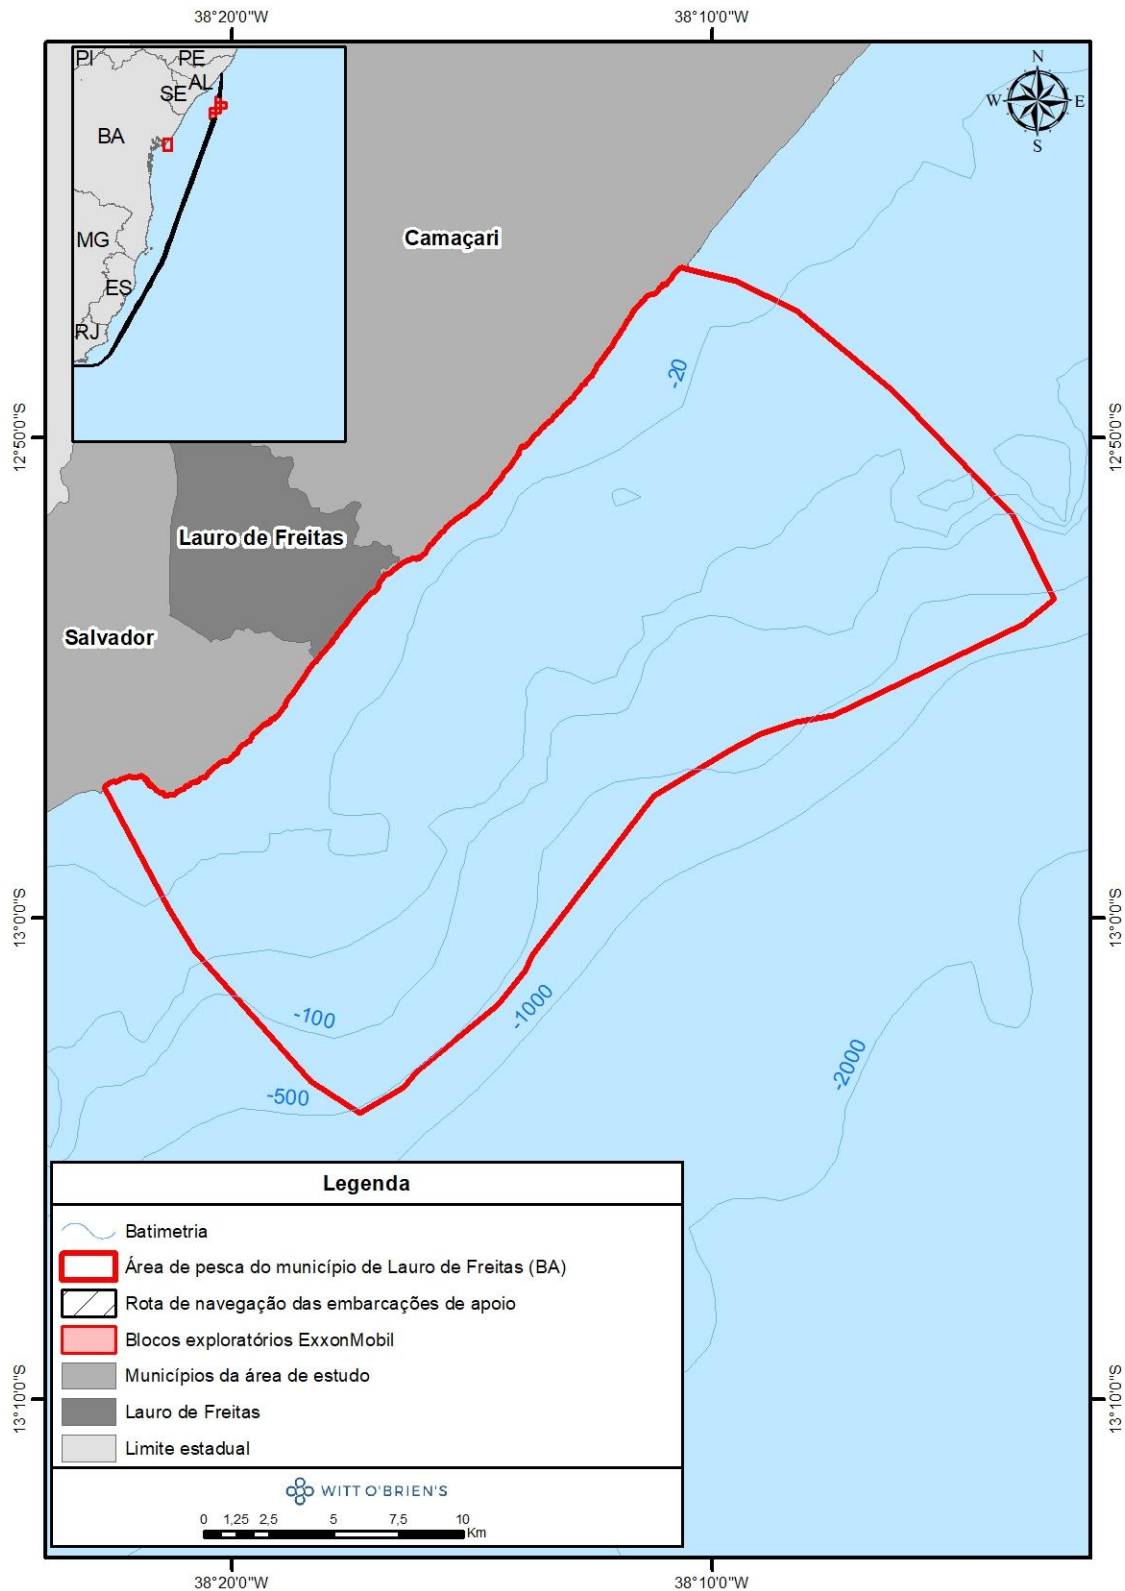 38°20'0"W 38°10'0"W
N
W E
S
PI PE
AL
SE
BA
MG
ES
RJ
Camaçari
-20
12°50'0"S 12°50'0"S
Lauro de Freitas
Salvador
13°0'0"S 13°0'0"S
-100
-1000
-500
-2000
Legenda
Batimetria
Área de pesca do município de Lauro de Freitas (BA)
Rota de navegação das embarcações de apoio
Blocos exploratórios ExxonMobil
Municípios da área de estudo
Lauro de Freitas
Limite estadual
13°10'0"S 13°10'0"S
WITT O'BRIEN'S
0 1,25 2,5 5 7,5 10
Km
38°20'0"W 38°10'0"W